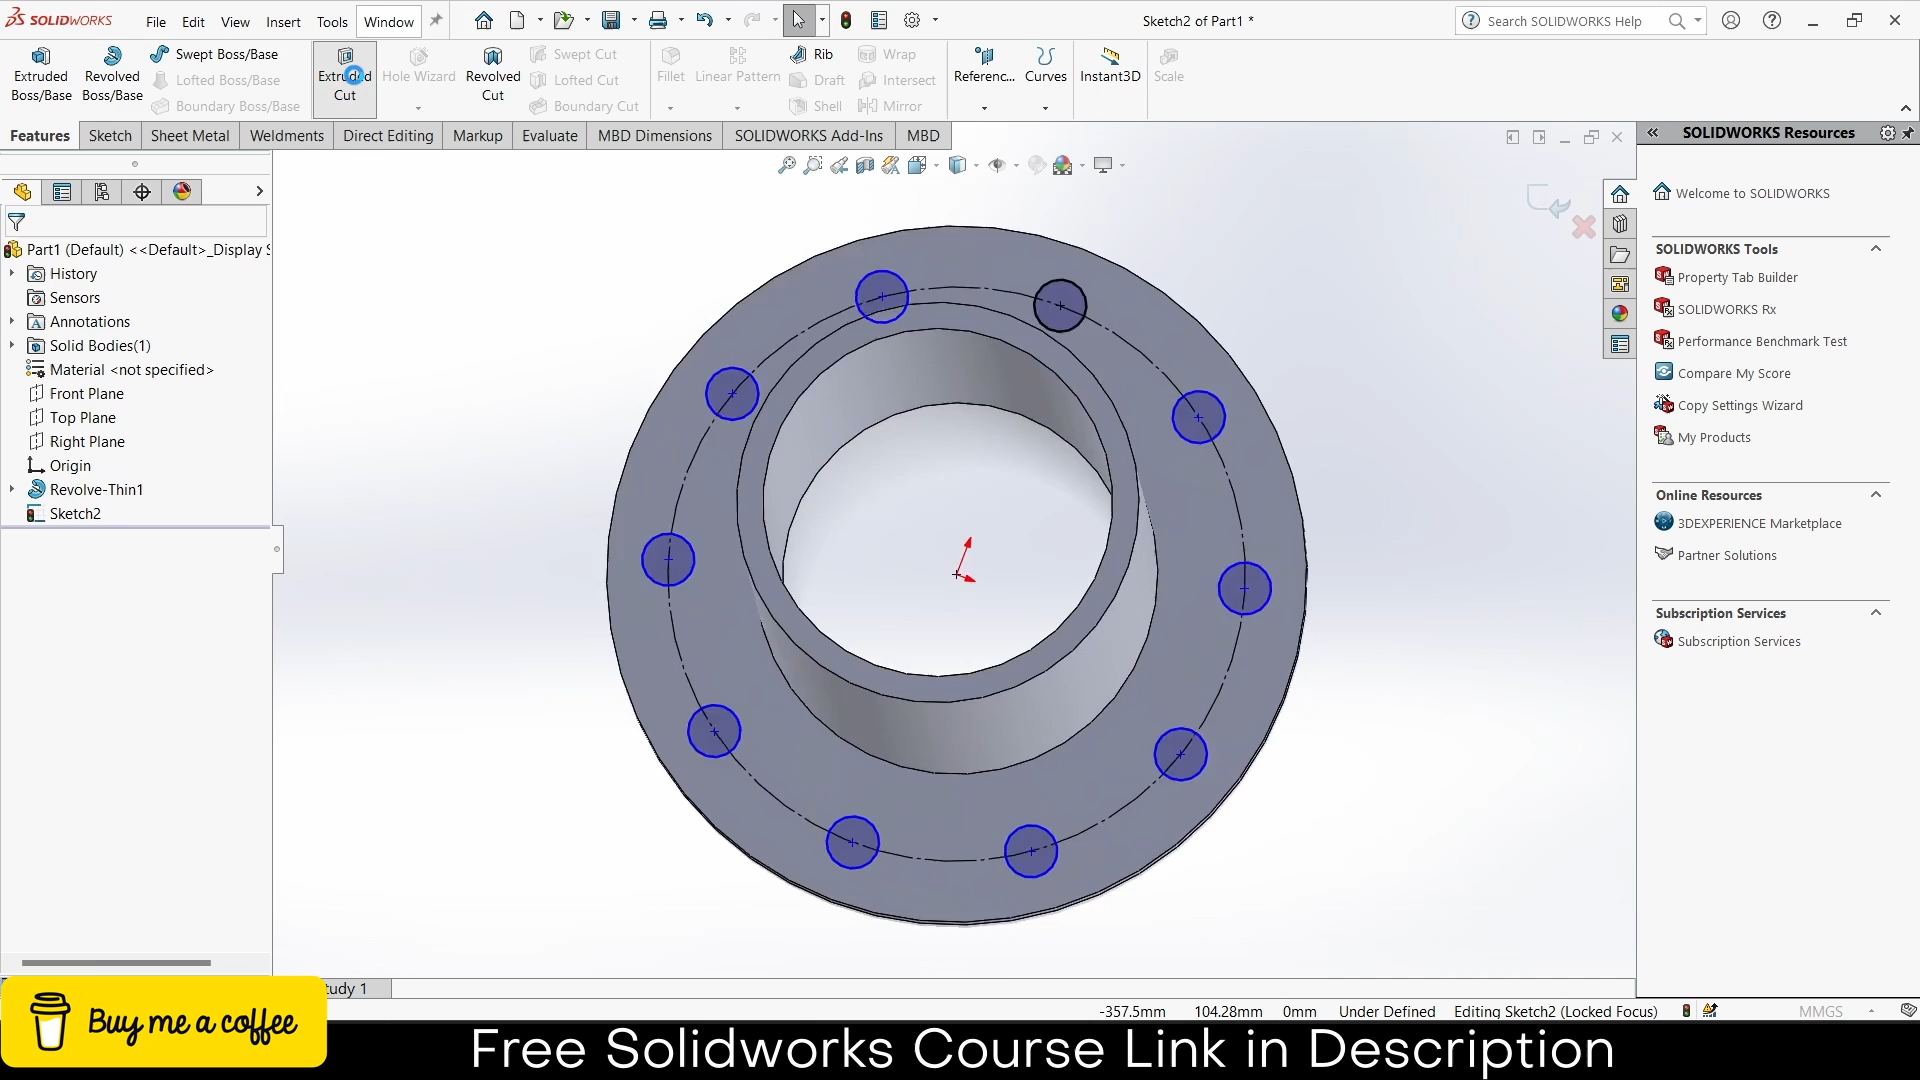 SOLIDWORKS File Edit View Insert Tools Window Sketch2 of Part1 * Search SOLIDWORKS Help
Extruded Boss/Base
Revolved Boss/Base
Swept Boss/Base
Lofted Boss/Base
Boundary Boss/Base
Extruded Cut
Hole Wizard
Revolved Cut
Swept Cut
Lofted Cut
Boundary Cut
Fillet
Linear Pattern
Rib
Draft
Shell
Wrap
Intersect
Mirror
Referenc...
Curves
Instant3D
Scale
Features Sketch Sheet Metal Weldments Direct Editing Markup Evaluate MBD Dimensions SOLIDWORKS Add-Ins MBD
Part1 (Default) <<Default>_Display S
History
Sensors
Annotations
Solid Bodies(1)
Material <not specified>
Front Plane
Top Plane
Right Plane
Origin
Revolve-Thin1
Sketch2
SOLIDWORKS Resources
Welcome to SOLIDWORKS
SOLIDWORKS Tools
Property Tab Builder
SOLIDWORKS Rx
Performance Benchmark Test
Compare My Score
Copy Settings Wizard
My Products
Online Resources
3DEXPERIENCE Marketplace
Partner Solutions
Subscription Services
Subscription Services
tudy 1
-357.5mm 104.28mm 0mm Under Defined Editing Sketch2 (Locked Focus) MMGS
Buy me a coffee
Free Solidworks Course Link in Description